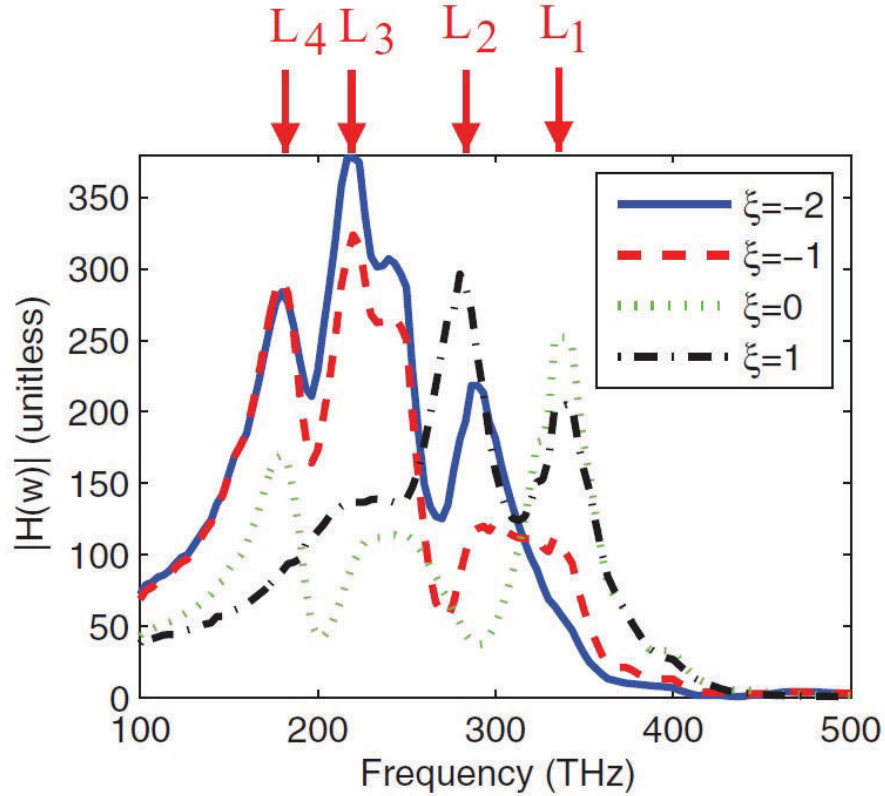 L4 L3 L2 L1
350
300
250
200
150
100
50
0
|H(w)| (unitless)
ξ=-2
ξ=-1
ξ=0
ξ=1
100 200 300 400 500
Frequency (THz)